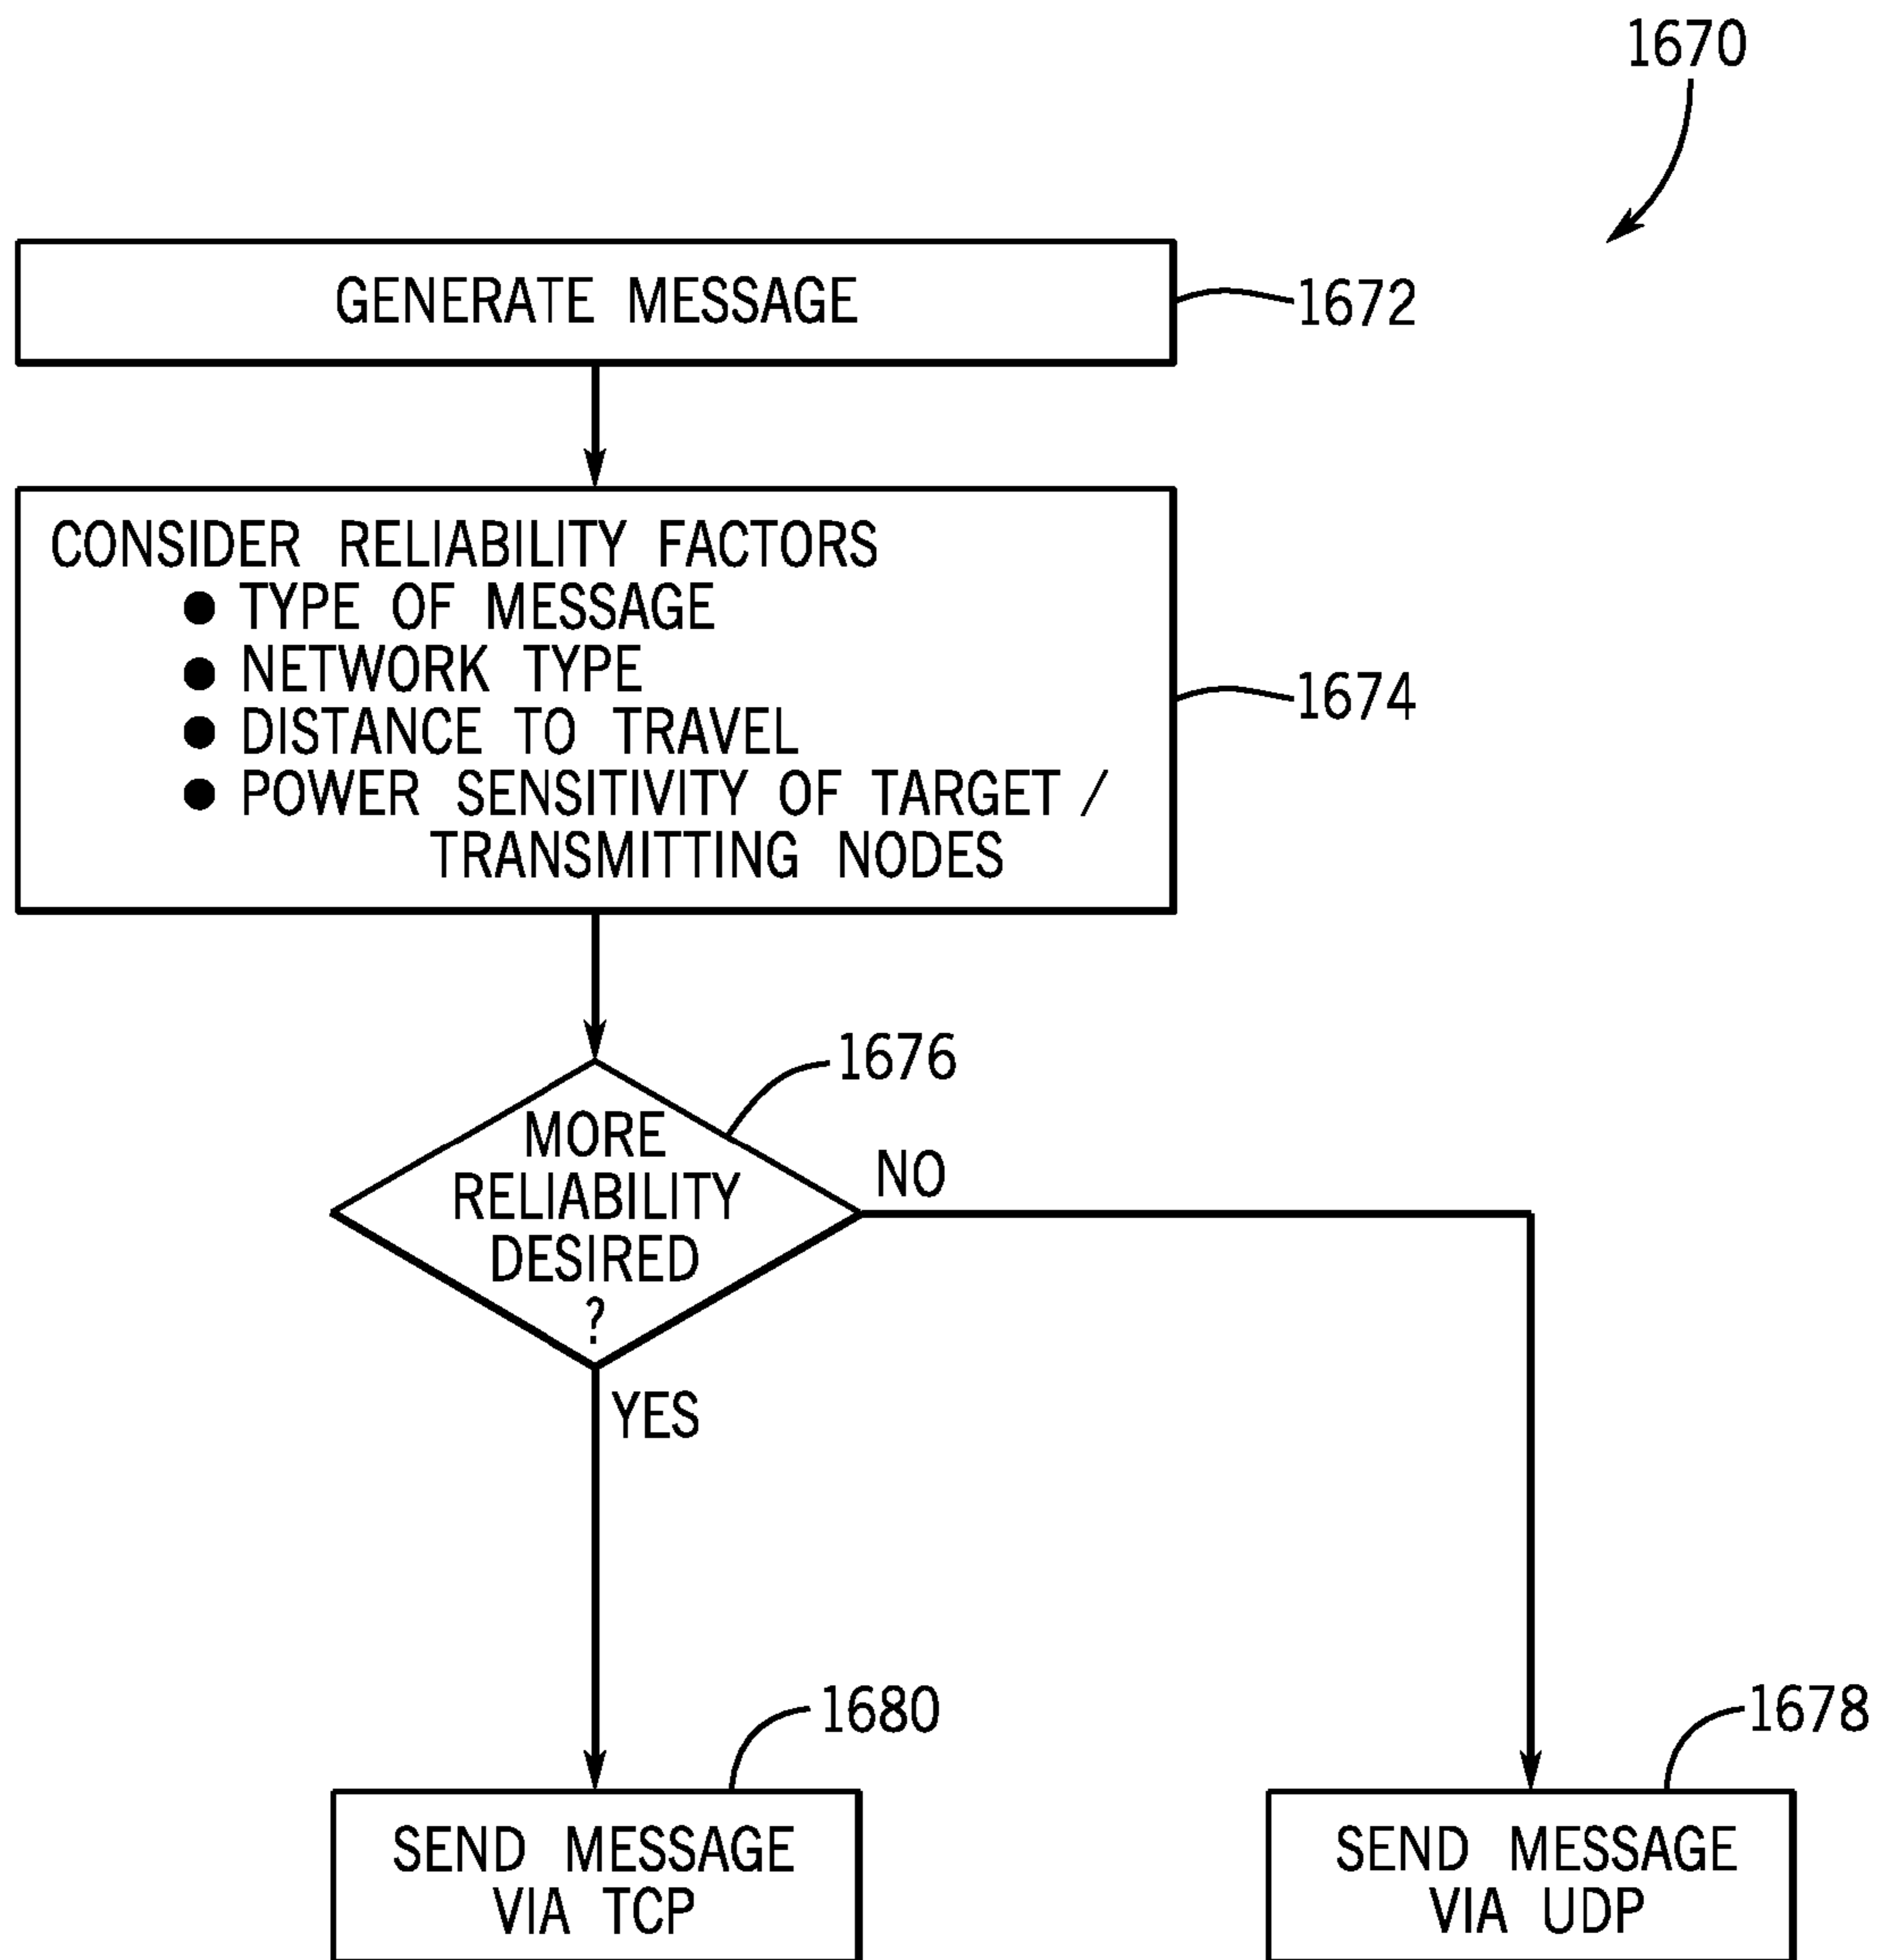 1670
GENERATE MESSAGE
1672
CONSIDER RELIABILITY FACTORS
● TYPE OF MESSAGE
● NETWORK TYPE
● DISTANCE TO TRAVEL
● POWER SENSITIVITY OF TARGET /
TRANSMITTING NODES
1674
1676
MORE
RELIABILITY
DESIRED
?
NO
YES
1680
SEND MESSAGE
VIA TCP
1678
SEND MESSAGE
VIA UDP